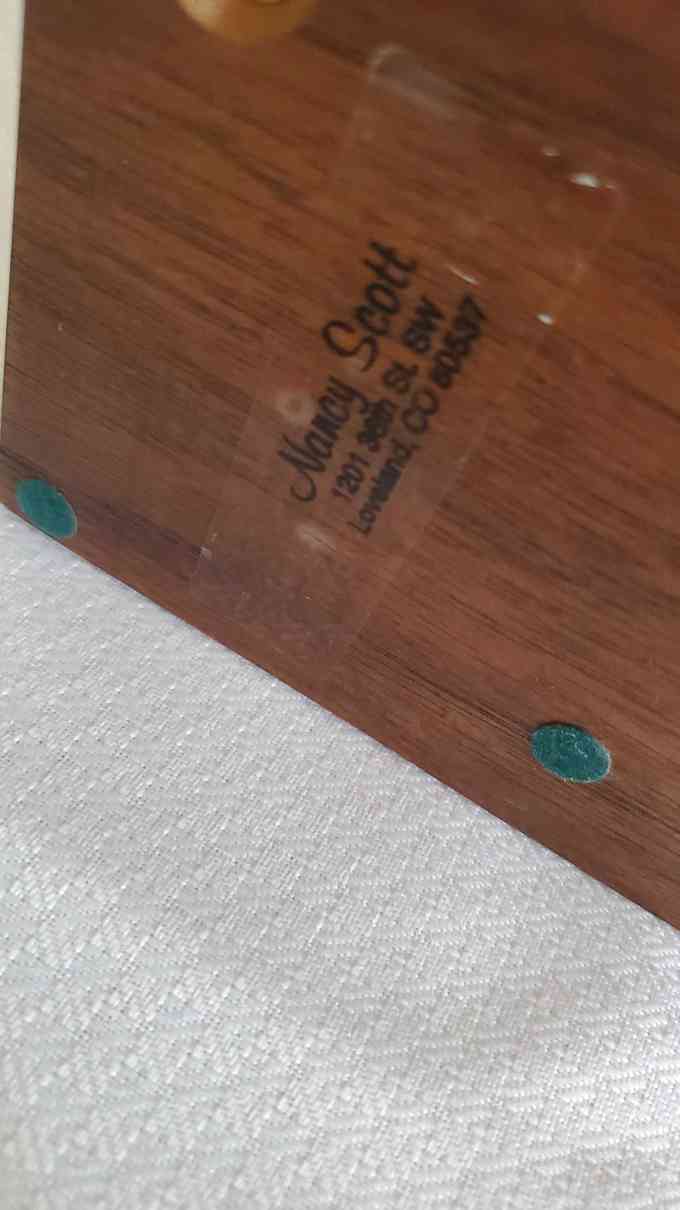 Nancy Scott
1201 38th St. SW
Loveland, CO 80537